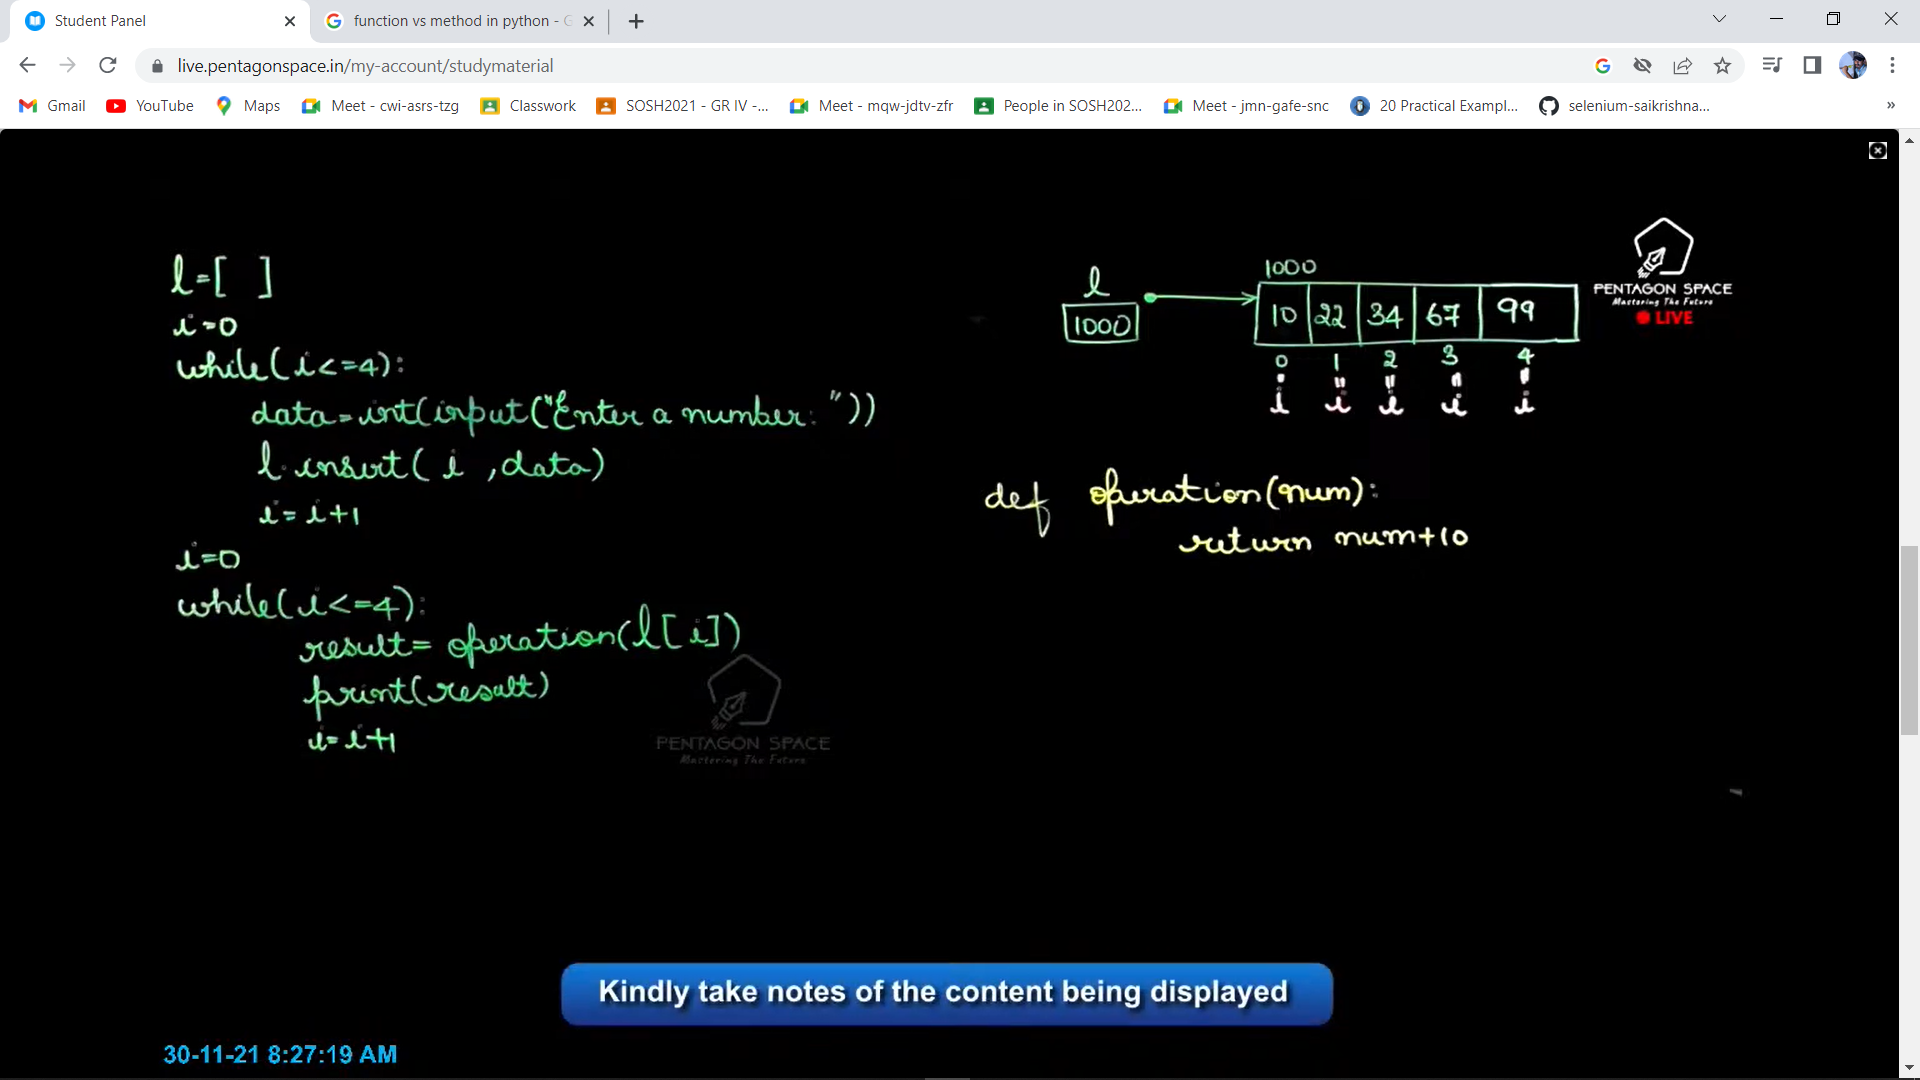 Student Panel
function vs method in python - G
live.pentagonspace.in/my-account/studymaterial
Gmail
YouTube
Maps
Meet - cwi-asrs-tzg
Classwork
SOSH2021 - GR IV -...
Meet - mqw-jdtv-zfr
People in SOSH202...
Meet - jmn-gafe-snc
20 Practical Exampl...
selenium-saikrishna...
»
l=[ ]
i=0
while(i<=4):
data=int(input("Enter a number: "))
l.insert( i ,data)
i= i+1
i=0
while(i<=4):
result= operation(l[i])
print(result)
i= i+1
PENTAGON SPACE
Mastering The Future
l
1000
1000
10 22 34 67 99
0 1 2 3 4
i i i i i
PENTAGON SPACE
Mastering The Future
LIVE
def operation(num):
return num+10
Kindly take notes of the content being displayed
30-11-21 8:27:19 AM